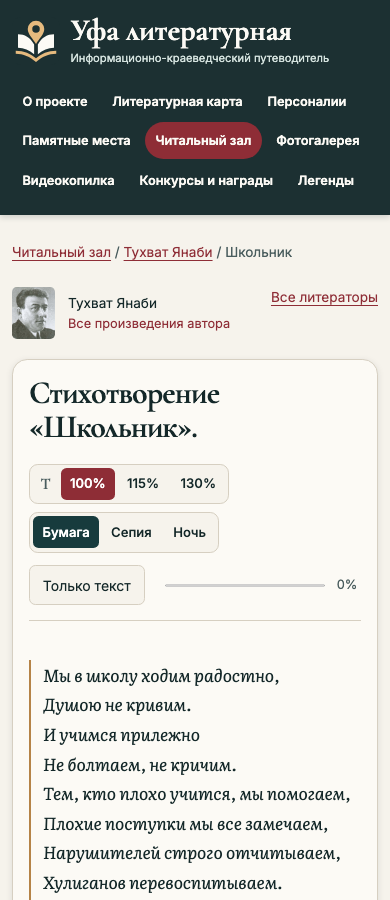 Уфа литературная
Информационно-краеведческий путеводитель
О проекте Литературная карта Персоналии
Памятные места Читальный зал Фотогалерея
Видеокопилка Конкурсы и награды Легенды
Читальный зал / Тухват Янаби / Школьник
Тухват Янаби
Все произведения автора
Все литераторы
Стихотворение
«Школьник».
T 100% 115% 130%
Бумага Сепия Ночь
Только текст 0%
Мы в школу ходим радостно,
Душою не кривим.
И учимся прилежно
Не болтаем, не кричим.
Тем, кто плохо учится, мы помогаем,
Плохие поступки мы все замечаем,
Нарушителей строго отчитываем,
Хулиганов перевоспитываем.